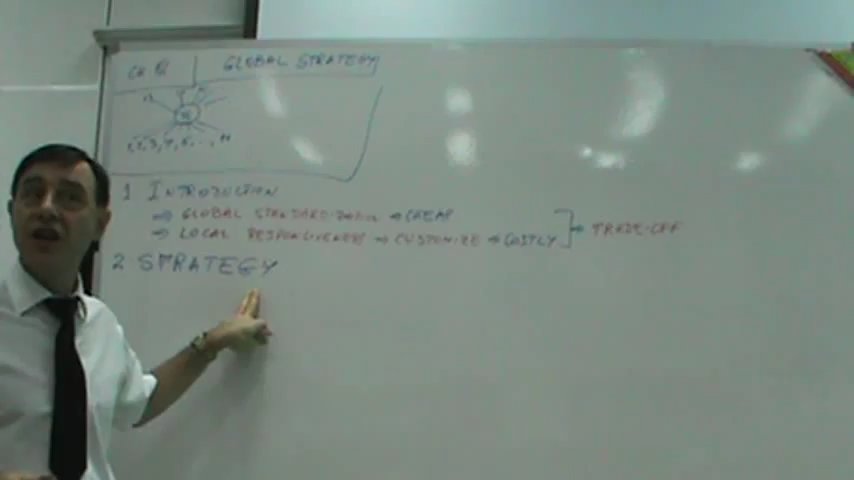 GLOBAL STRATEGY
1 INTRODUCTION
⇒ GLOBAL STANDARDIZATION → CHEAP
⇒ LOCAL RESPONSIVENESS → CUSTOMIZE → COSTLY ] → TRADE-OFF
2 STRATEGY